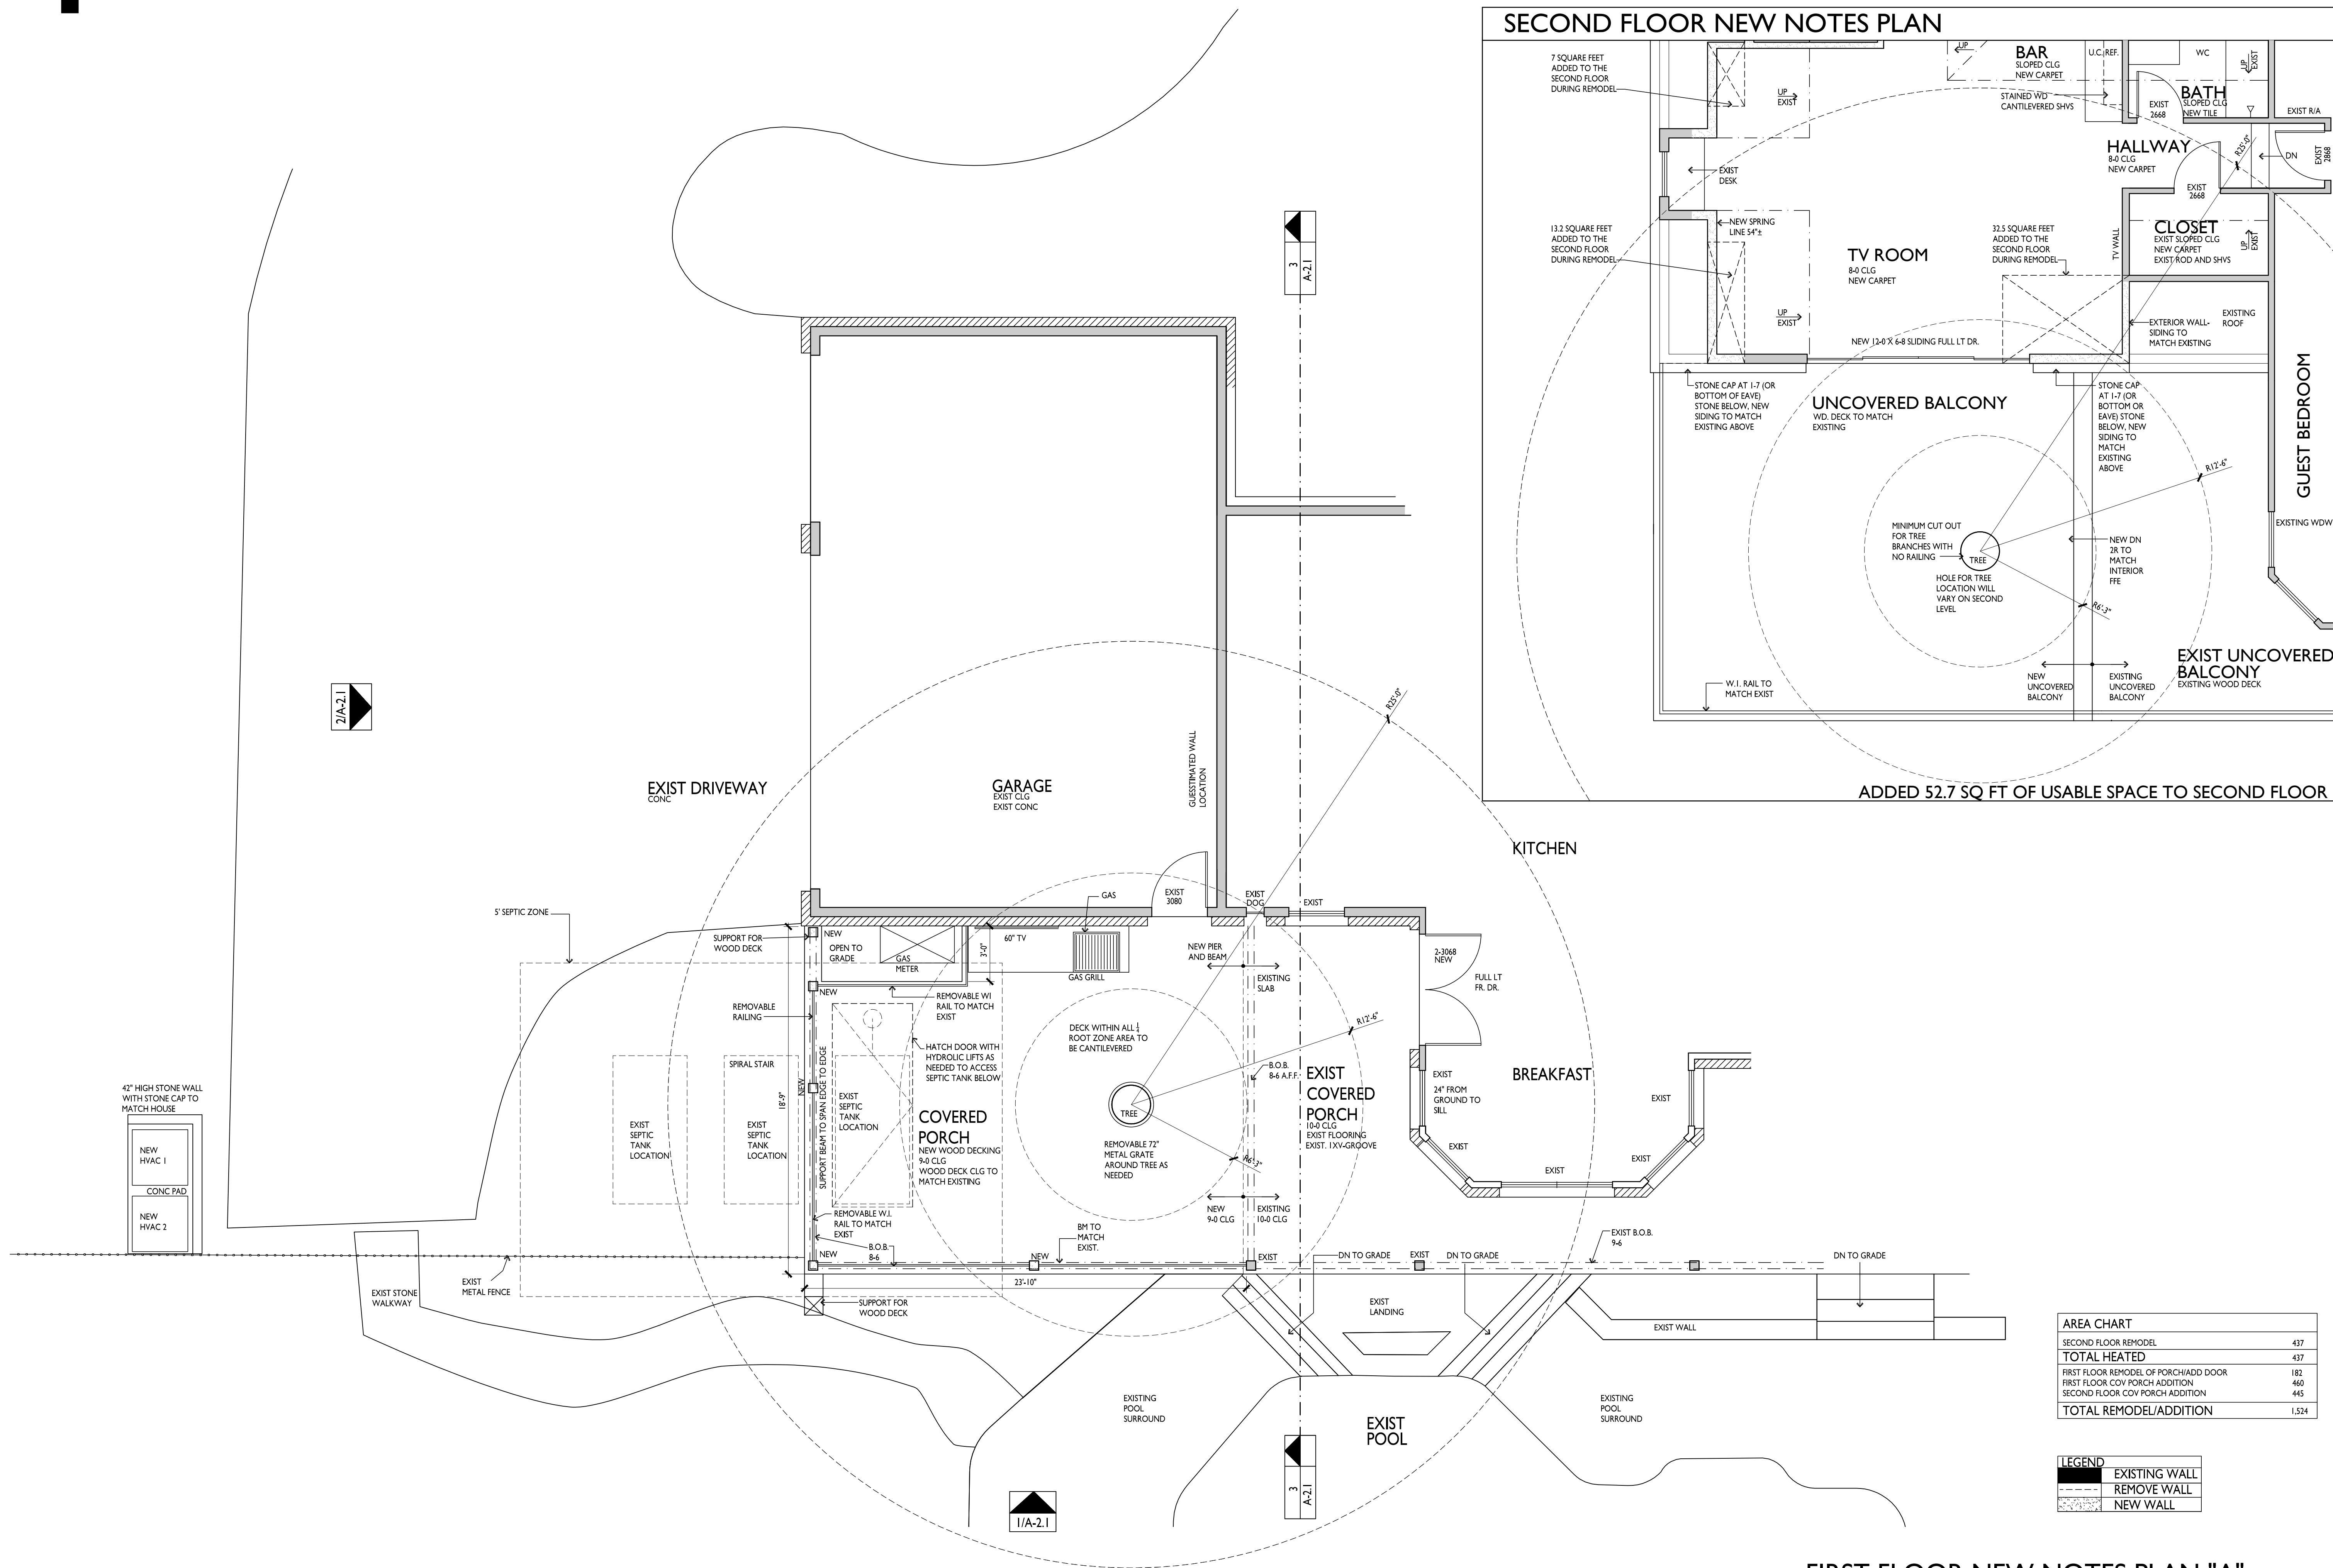 SECOND FLOOR NEW NOTES PLAN
7 SQUARE FEET
ADDED TO THE
SECOND FLOOR
DURING REMODEL
UP
EXIST
UP
BAR
SLOPED CLG
NEW CARPET
U.C. REF.
STAINED WD
CANTILEVERED SHVS
WC
UP
EXIST
BATH
SLOPED CLG
NEW TILE
EXIST
2668
EXIST R/A
HALLWAY
8-0 CLG
NEW CARPET
R25'-0"
DN
EXIST
2868
EXIST
DESK
EXIST
2668
13.2 SQUARE FEET
ADDED TO THE
SECOND FLOOR
DURING REMODEL
NEW SPRING
LINE 54"±
TV ROOM
8-0 CLG
NEW CARPET
32.5 SQUARE FEET
ADDED TO THE
SECOND FLOOR
DURING REMODEL
TV WALL
CLOSET
EXIST SLOPED CLG
NEW CARPET
EXIST ROD AND SHVS
UP
EXIST
UP
EXIST
NEW 12-0 X 6-8 SLIDING FULL LT DR.
EXTERIOR WALL-
SIDING TO
MATCH EXISTING
EXISTING
ROOF
STONE CAP AT 1-7 (OR
BOTTOM OF EAVE)
STONE BELOW, NEW
SIDING TO MATCH
EXISTING ABOVE
UNCOVERED BALCONY
WD. DECK TO MATCH
EXISTING
STONE CAP
AT 1-7 (OR
BOTTOM OR
EAVE) STONE
BELOW, NEW
SIDING TO
MATCH
EXISTING
ABOVE
GUEST BEDROOM
R12'-6"
MINIMUM CUT OUT
FOR TREE
BRANCHES WITH
NO RAILING
TREE
HOLE FOR TREE
LOCATION WILL
VARY ON SECOND
LEVEL
EXISTING WDW
NEW DN
2R TO
MATCH
INTERIOR
FFE
R6'-3"
EXIST UNCOVERED
BALCONY
EXISTING WOOD DECK
W.I. RAIL TO
MATCH EXIST
NEW
UNCOVERED
BALCONY
EXISTING
UNCOVERED
BALCONY
ADDED 52.7 SQ FT OF USABLE SPACE TO SECOND FLOOR
3
A-2.1
2/A-2.1
EXIST DRIVEWAY
CONC
GARAGE
EXIST CLG
EXIST CONC
GUESSTIMATED WALL
LOCATION
R25'-0"
KITCHEN
5' SEPTIC ZONE
SUPPORT FOR
WOOD DECK
NEW
OPEN TO
GRADE
GAS
METER
3'-0"
60" TV
GAS
GAS GRILL
EXIST
3080
EXIST
DOG
EXIST
NEW PIER
AND BEAM
EXISTING
SLAB
2-3068
NEW
FULL LT
FR. DR.
NEW
REMOVABLE
RAILING
REMOVABLE WI
RAIL TO MATCH
EXIST
DECK WITHIN ALL 1/4
ROOT ZONE AREA TO
BE CANTILEVERED
R12'-6"
HATCH DOOR WITH
HYDROLIC LIFTS AS
NEEDED TO ACCESS
SEPTIC TANK BELOW
SPIRAL STAIR
B.O.B.
8-6 A.F.F.
EXIST
COVERED
PORCH
10-0 CLG
EXIST FLOORING
EXIST. 1XV-GROOVE
EXIST
24" FROM
GROUND TO
SILL
BREAKFAST
EXIST
EXIST
EXIST
EXIST
42" HIGH STONE WALL
WITH STONE CAP TO
MATCH HOUSE
NEW
HVAC 1
CONC PAD
NEW
HVAC 2
EXIST
SEPTIC
TANK
LOCATION
EXIST
SEPTIC
TANK
LOCATION
18'-9"
NEW
SUPPORT BEAM TO SPAN EDGE TO EDGE
EXIST
SEPTIC
TANK
LOCATION
COVERED
PORCH
NEW WOOD DECKING
9-0 CLG
WOOD DECK CLG TO
MATCH EXISTING
TREE
REMOVABLE 72"
METAL GRATE
AROUND TREE AS
NEEDED
R6'-3"
REMOVABLE W.I.
RAIL TO MATCH
EXIST
B.O.B.
8-6
NEW
NEW
BM TO
MATCH
EXIST.
NEW
9-0 CLG
EXISTING
10-0 CLG
EXIST
DN TO GRADE
EXIST
DN TO GRADE
EXIST B.O.B.
9-6
DN TO GRADE
EXIST
METAL FENCE
EXIST STONE
WALKWAY
23'-10"
SUPPORT FOR
WOOD DECK
EXIST
LANDING
EXIST WALL
EXISTING
POOL
SURROUND
EXIST
POOL
EXISTING
POOL
SURROUND
3
A-2.1
1/A-2.1
AREA CHART
SECOND FLOOR REMODEL 437
TOTAL HEATED 437
FIRST FLOOR REMODEL OF PORCH/ADD DOOR 182
FIRST FLOOR COV PORCH ADDITION 460
SECOND FLOOR COV PORCH ADDITION 445
TOTAL REMODEL/ADDITION 1,524
LEGEND
EXISTING WALL
REMOVE WALL
NEW WALL
FIRST FLOOR NEW NOTES PLAN "A"